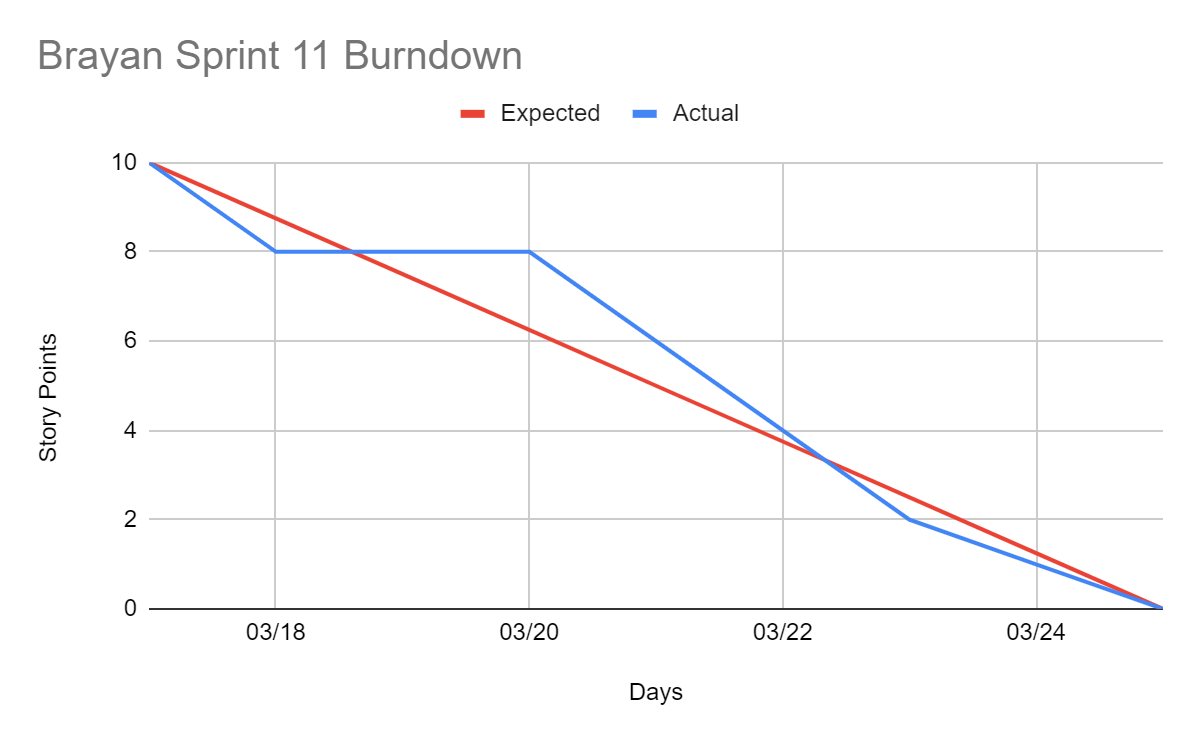 Brayan Sprint 11 Burndown
Expected Actual
10
8
6
4
2
0
Story Points
03/18 03/20 03/22 03/24
Days